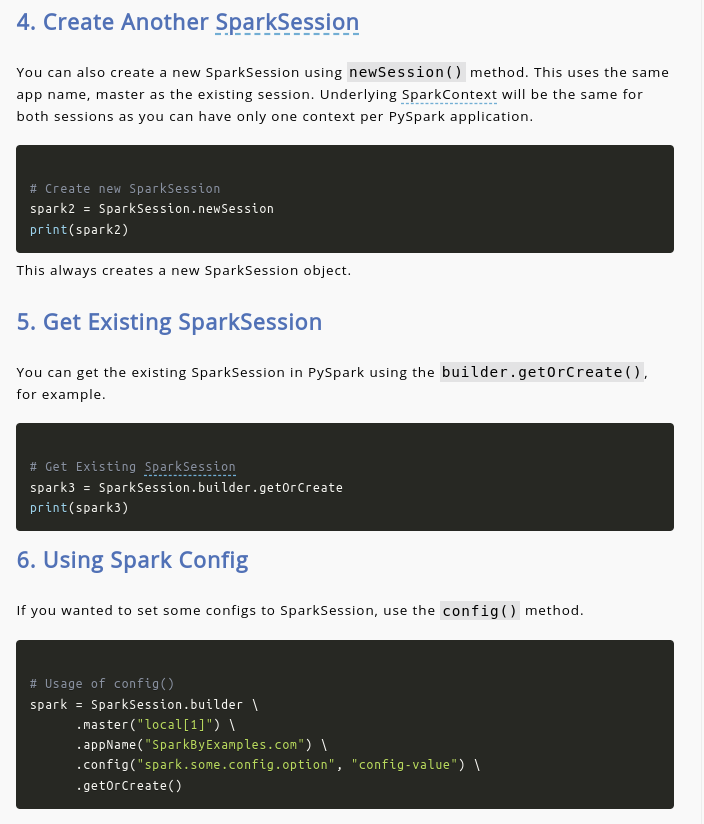 4. Create Another SparkSession
You can also create a new SparkSession using newSession() method. This uses the same
app name, master as the existing session. Underlying SparkContext will be the same for
both sessions as you can have only one context per PySpark application.
# Create new SparkSession
spark2 = SparkSession.newSession
print(spark2)
This always creates a new SparkSession object.
5. Get Existing SparkSession
You can get the existing SparkSession in PySpark using the builder.getOrCreate(),
for example.
# Get Existing SparkSession
spark3 = SparkSession.builder.getOrCreate
print(spark3)
6. Using Spark Config
If you wanted to set some configs to SparkSession, use the config() method.
# Usage of config()
spark = SparkSession.builder \
      .master("local[1]") \
      .appName("SparkByExamples.com") \
      .config("spark.some.config.option", "config-value") \
      .getOrCreate()